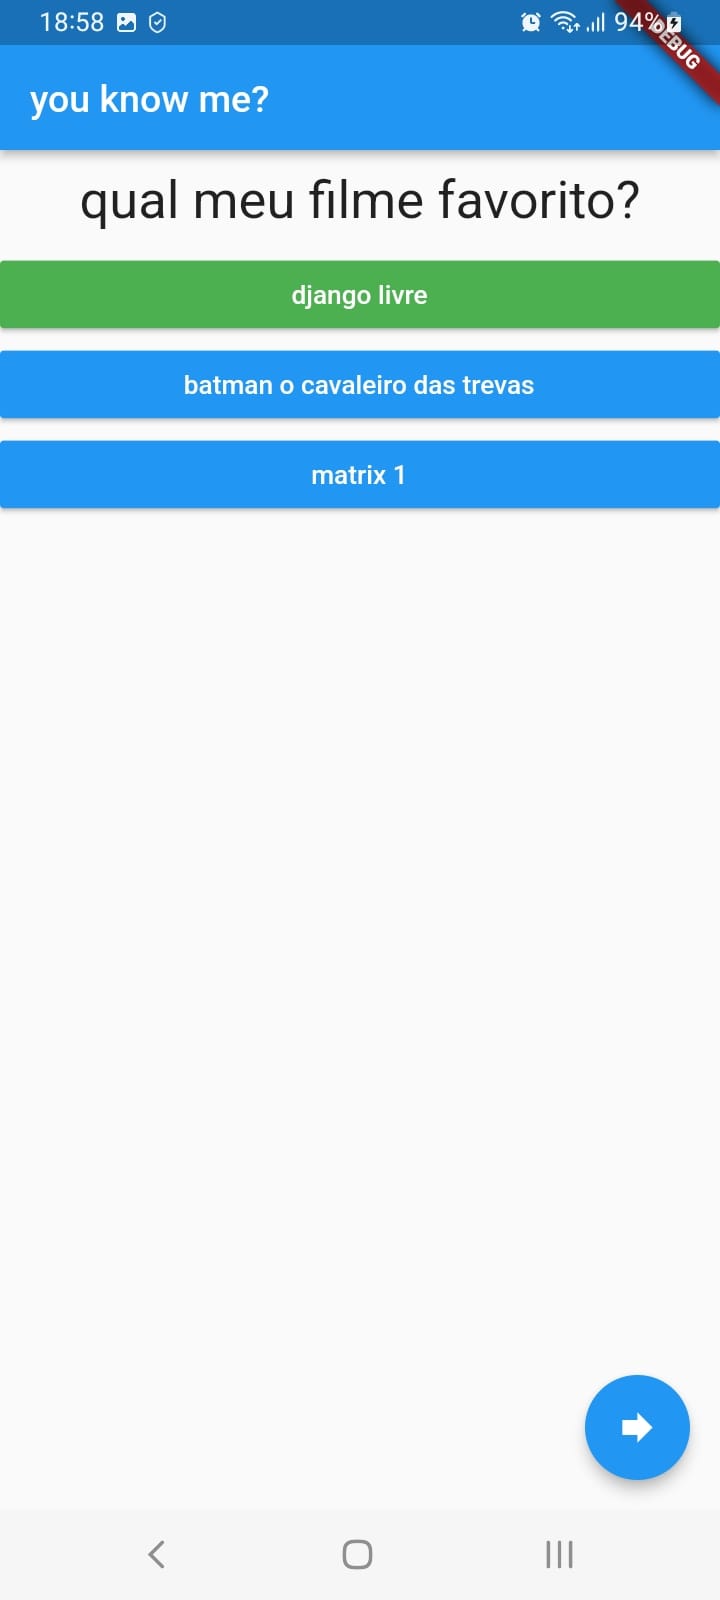 18:58
94%
DEBUG
you know me?
qual meu filme favorito?
django livre
batman o cavaleiro das trevas
matrix 1